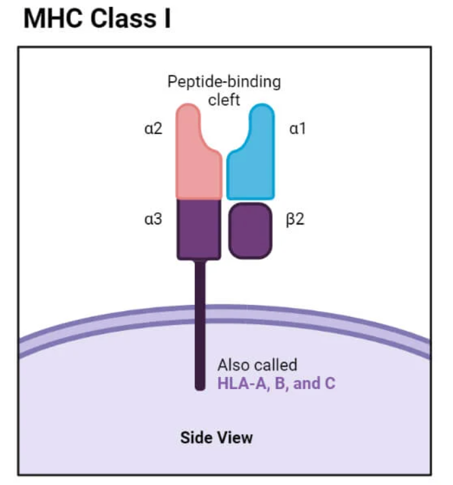 MHC Class I
Peptide-binding
cleft
α2
α1
α3
β2
Also called
HLA-A, B, and C
Side View